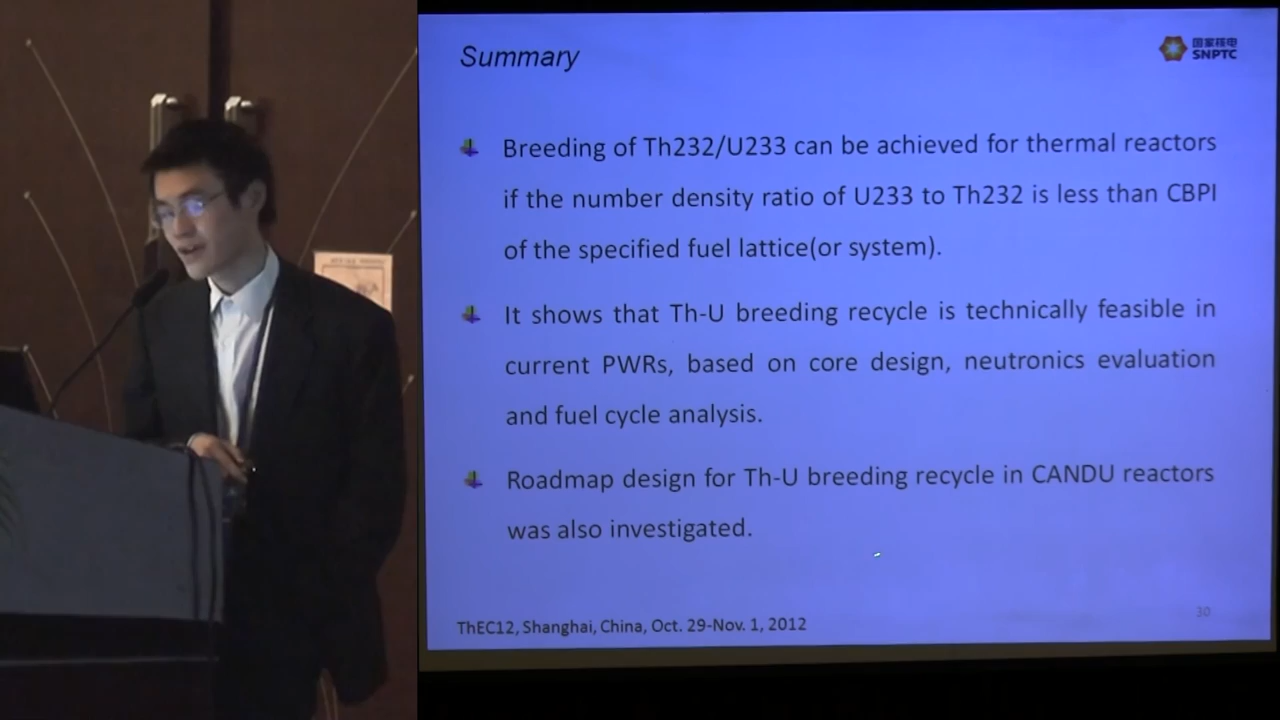 Summary
国家核电
SNPTC
Breeding of Th232/U233 can be achieved for thermal reactors
if the number density ratio of U233 to Th232 is less than CBPI
of the specified fuel lattice(or system).
It shows that Th-U breeding recycle is technically feasible in
current PWRs, based on core design, neutronics evaluation
and fuel cycle analysis.
Roadmap design for Th-U breeding recycle in CANDU reactors
was also investigated.
30
ThEC12, Shanghai, China, Oct. 29-Nov. 1, 2012